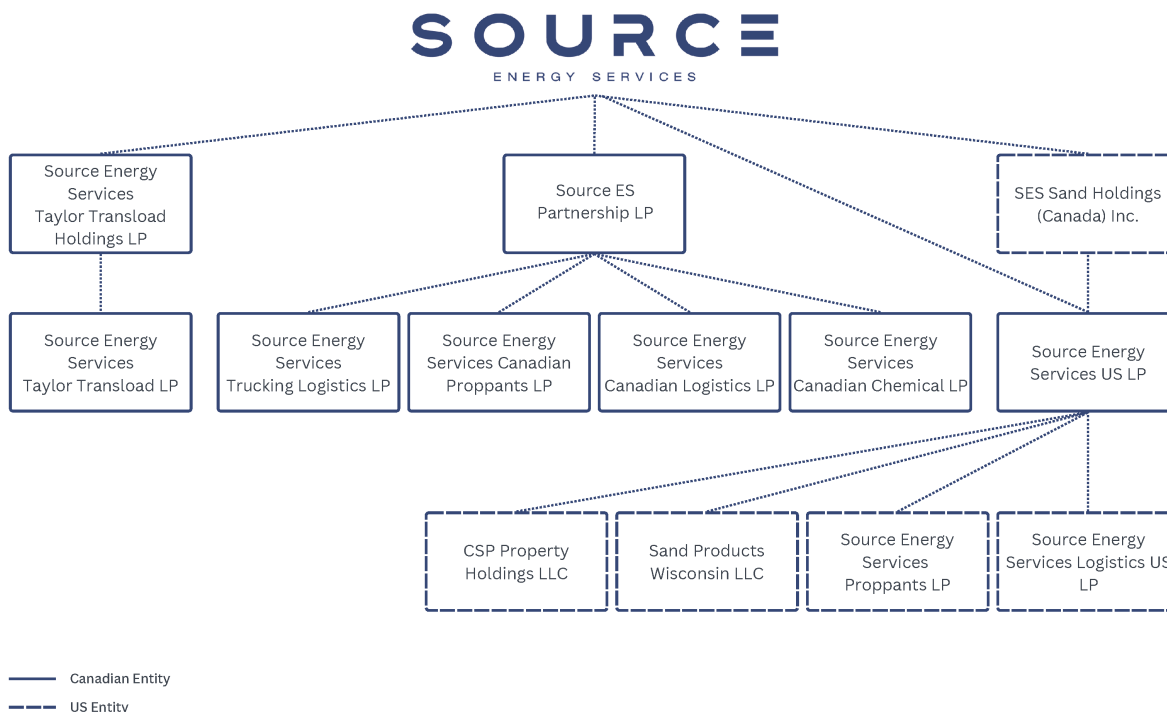 SOURCE
ENERGY SERVICES
Source Energy
Services
Taylor Transload
Holdings LP
Source ES
Partnership LP
SES Sand Holdings
(Canada) Inc.
Source Energy
Services
Taylor Transload LP
Source Energy
Services
Trucking Logistics LP
Source Energy
Services Canadian
Proppants LP
Source Energy
Services
Canadian Logistics LP
Source Energy
Services
Canadian Chemical LP
Source Energy
Services US LP
CSP Property
Holdings LLC
Sand Products
Wisconsin LLC
Source Energy
Services
Proppants LP
Source Energy
Services Logistics US
LP
Canadian Entity
US Entity